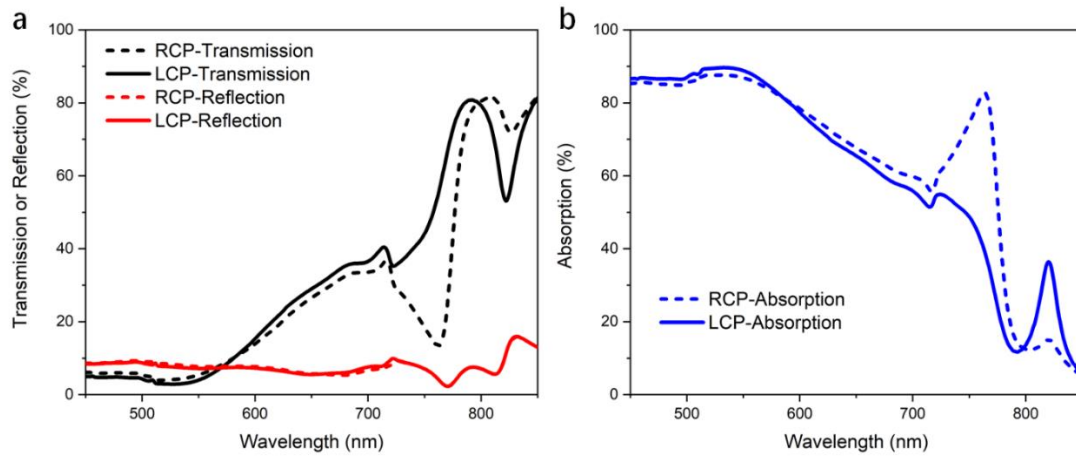 a
100
80
60
40
20
0
Transmission or Reflection (%)
RCP-Transmission
LCP-Transmission
RCP-Reflection
LCP-Reflection
500
600
700
800
Wavelength (nm)
b
100
80
60
40
20
0
Absorption (%)
RCP-Absorption
LCP-Absorption
500
600
700
800
Wavelength (nm)